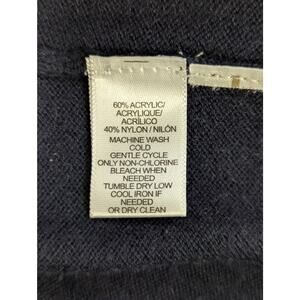 60% ACRYLIC/
ACRYLIQUE/
ACRÍLICO
40% NYLON / NILÓN
MACHINE WASH
COLD
GENTLE CYCLE
ONLY NON-CHLORINE
BLEACH WHEN
NEEDED
TUMBLE DRY LOW
COOL IRON IF
NEEDED
OR DRY CLEAN